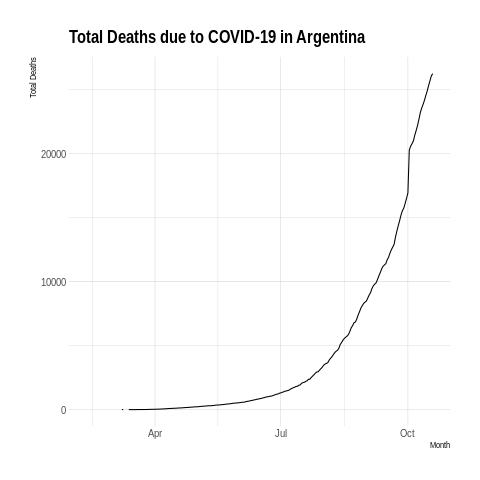 Total Deaths due to COVID-19 in Argentina
Total Deaths
20000
10000
0
Apr
Jul
Oct
Month